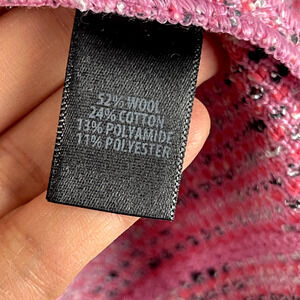 52% WOOL
24% COTTON
13% POLYAMIDE
11% POLYESTER